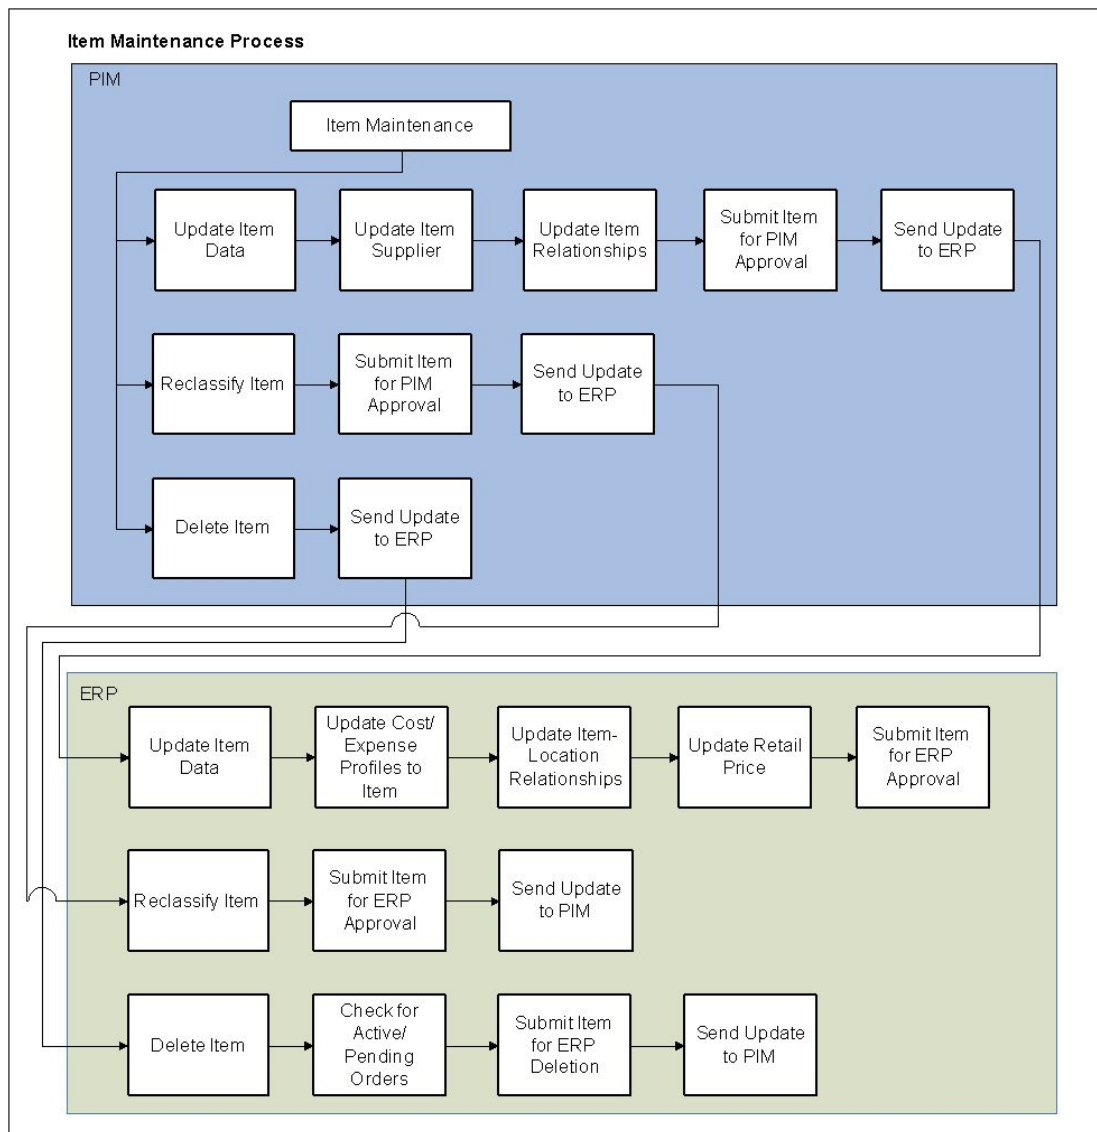 Item Maintenance Process
PIM
Item Maintenance
Update Item
Data
Update Item
Supplier
Update Item
Relationships
Submit Item
for PIM
Approval
Send Update
to ERP
Reclassify Item
Submit Item
for PIM
Approval
Send Update
to ERP
Delete Item
Send Update
to ERP
ERP
Update Item
Data
Update Cost/
Expense
Profiles to
Item
Update Item-
Location
Relationships
Update Retail
Price
Submit Item
for ERP
Approval
Reclassify Item
Submit Item
for ERP
Approval
Send Update
to PIM
Delete Item
Check for
Active/
Pending
Orders
Submit Item
for ERP
Deletion
Send Update
to PIM